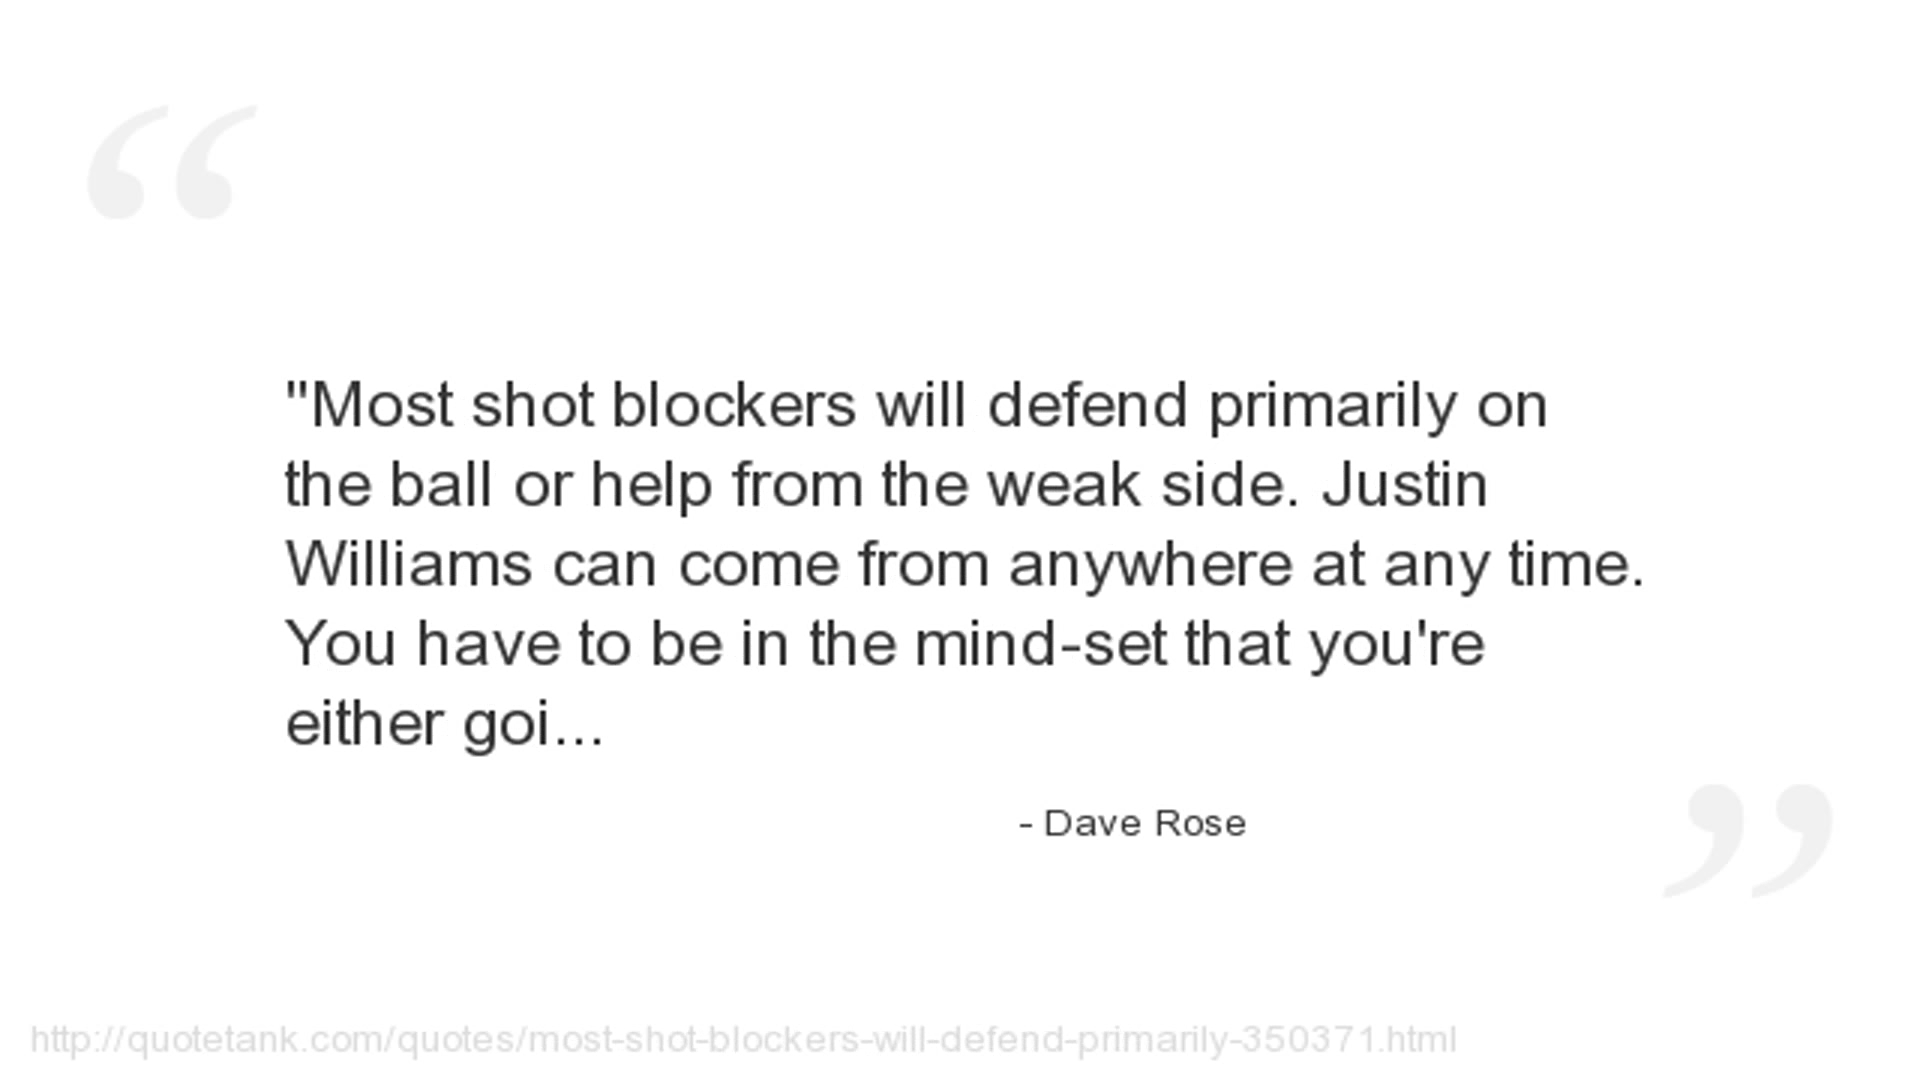 "Most shot blockers will defend primarily on
the ball or help from the weak side. Justin
Williams can come from anywhere at any time.
You have to be in the mind-set that you're
either goi...
- Dave Rose
http://quotetank.com/quotes/most-shot-blockers-will-defend-primarily-350371.html